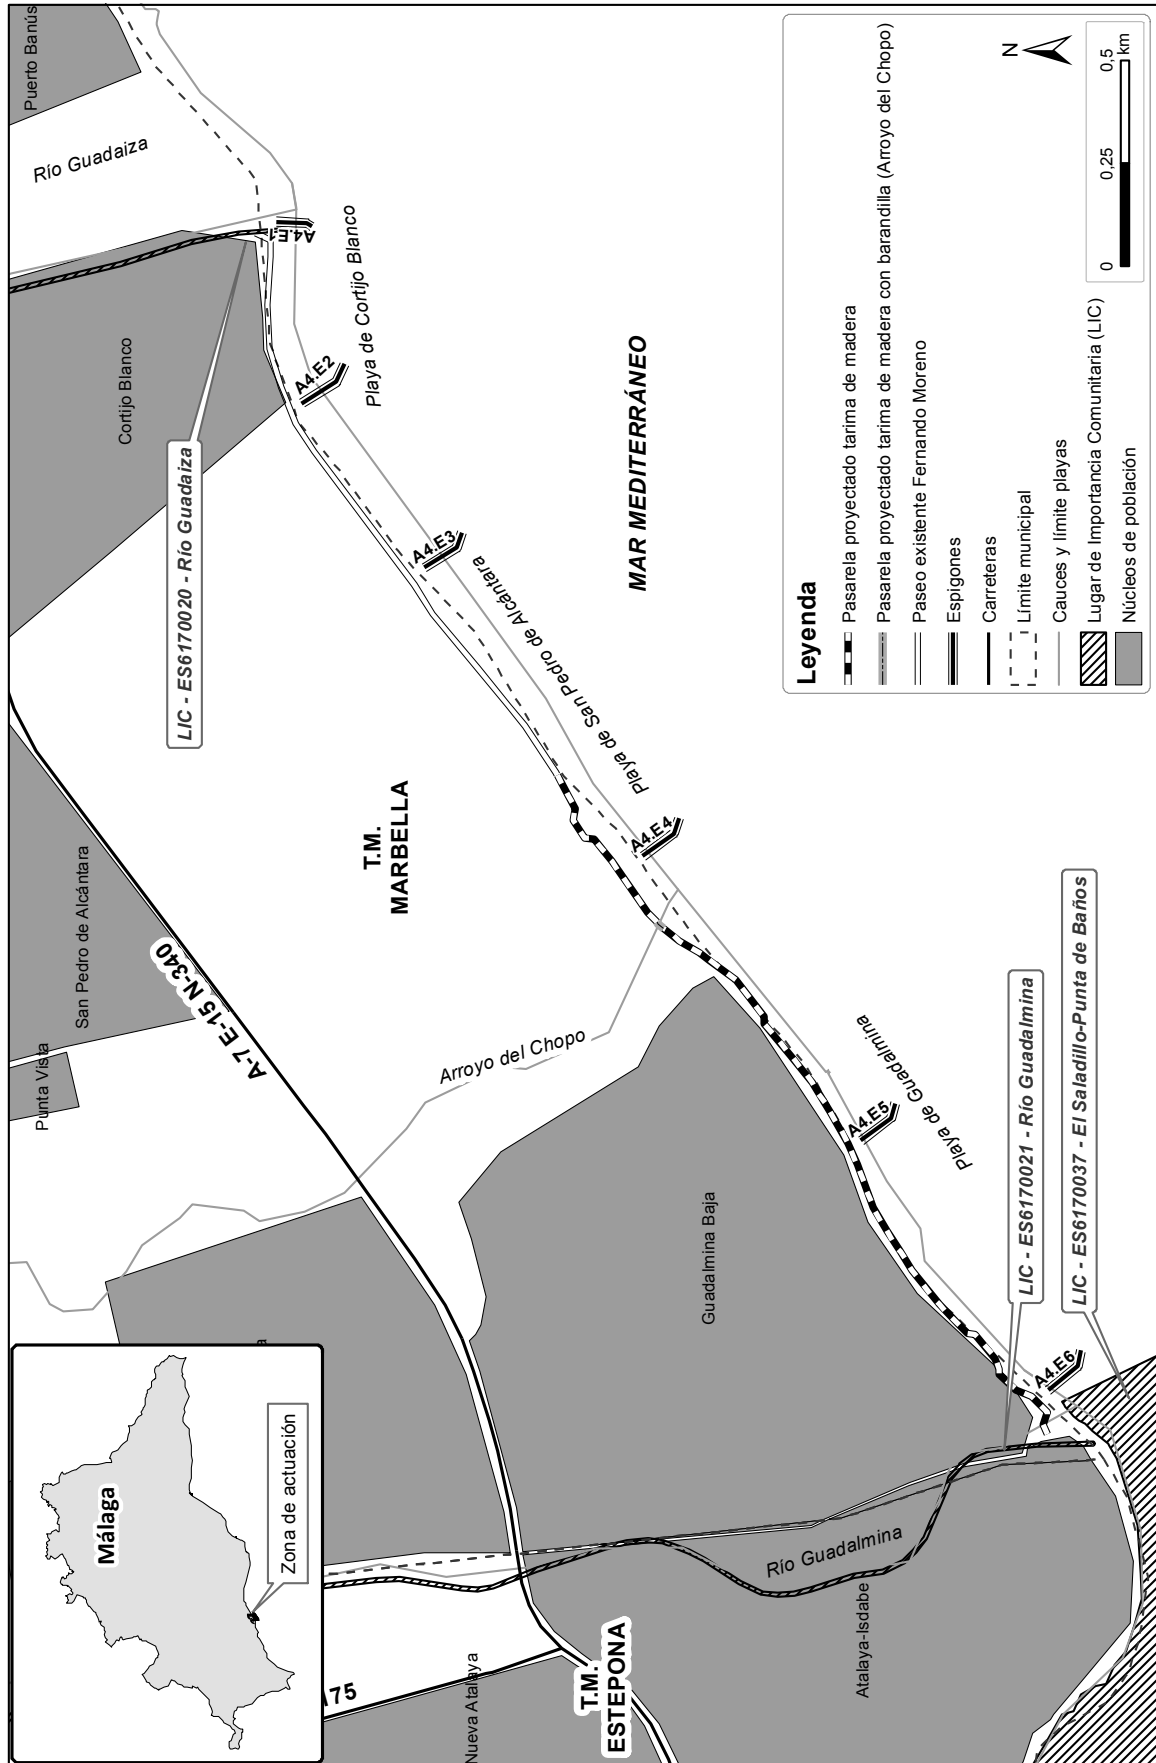 Puerto Banús
Río Guadaiza
A4.E1
Playa de Cortijo Blanco
Cortijo Blanco
A4.E2
LIC - ES6170020 - Río Guadaiza
A4.E3
Playa de San Pedro de Alcántara
MAR MEDITERRÁNEO
San Pedro de Alcántara
T.M.
MARBELLA
A4.E4
A-7 E-15 N-340
Punta Vista
Arroyo del Chopo
Playa de Guadalmina
A4.E5
Guadalmina Baja
LIC - ES6170021 - Río Guadalmina
LIC - ES6170037 - El Saladillo-Punta de Baños
A4.E6
a
Río Guadalmina
Atalaya-Isdabe
T.M.
ESTEPONA
Nueva Atalaya
175
Málaga
Zona de actuación
Leyenda
Pasarela proyectado tarima de madera
Pasarela proyectado tarima de madera con barandilla (Arroyo del Chopo)
Paseo existente Fernando Moreno
Espigones
Carreteras
Límite municipal
Cauces y límite playas
Lugar de Importancia Comunitaria (LIC)
Núcleos de población
N
0 0,25 0,5
km